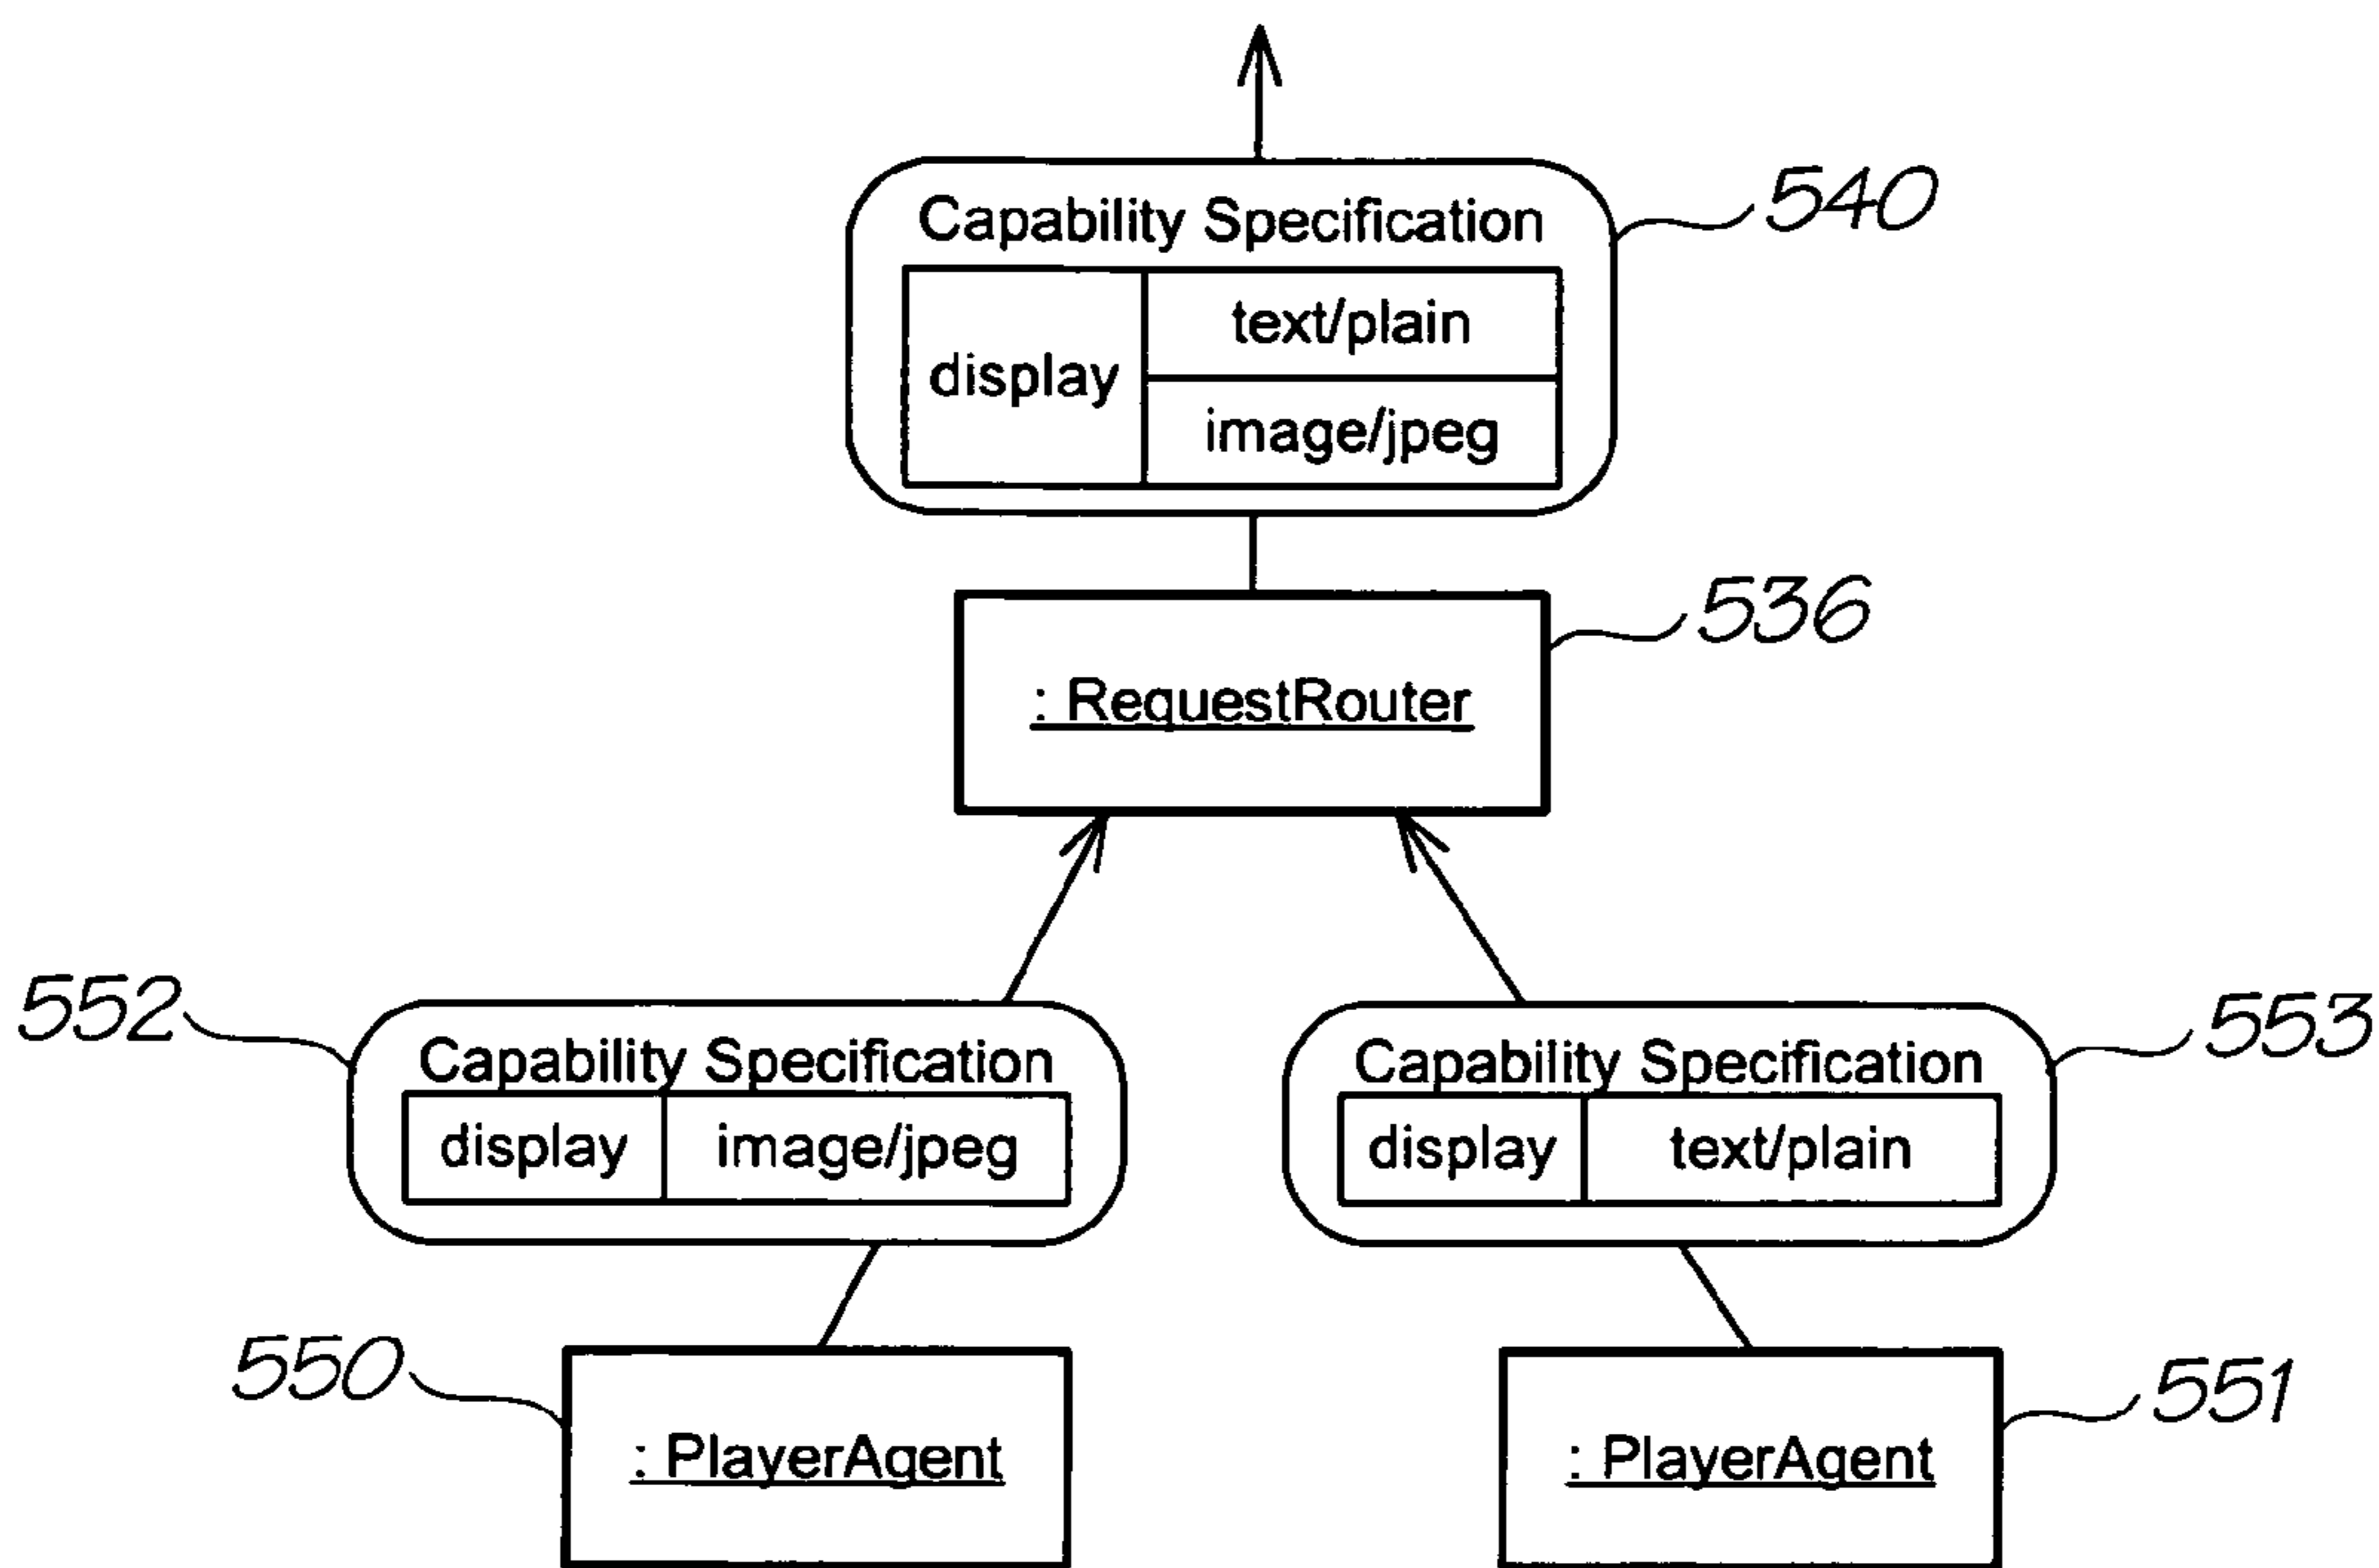 Capability Specification
540
display
text/plain
image/jpeg
536
: RequestRouter
552
Capability Specification
display image/jpeg
553
Capability Specification
display text/plain
550
: PlayerAgent
551
: PlayerAgent